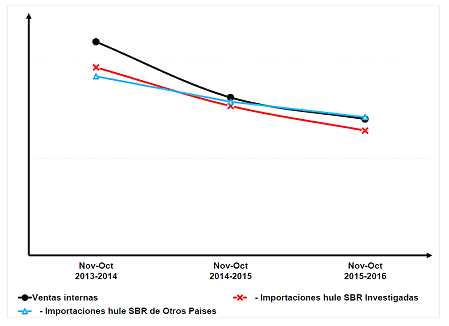 Nov-Oct Nov-Oct Nov-Oct
2013-2014 2014-2015 2015-2016
Ventas internas - Importaciones hule SBR Investigadas
- Importaciones hule SBR de Otros Paises